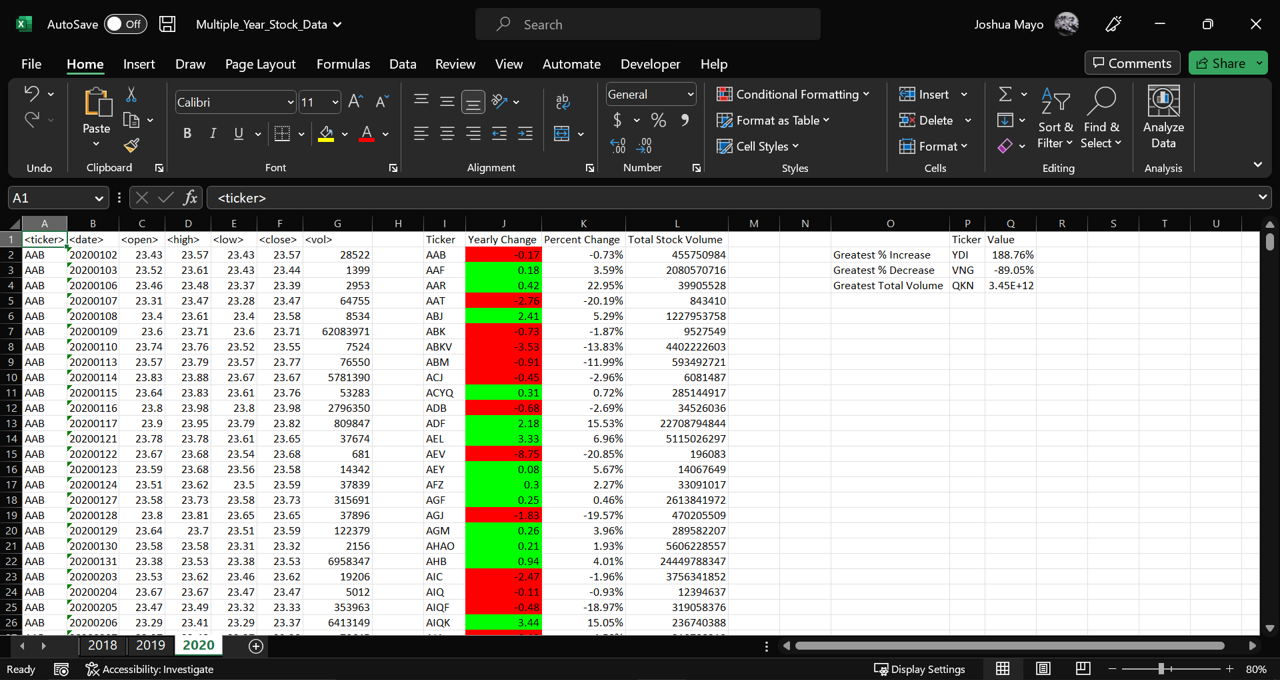 AutoSave Off Multiple_Year_Stock_Data Search Joshua Mayo
File Home Insert Draw Page Layout Formulas Data Review View Automate Developer Help Comments Share
Paste Calibri 11 B I U A ab General $ % 9 Conditional Formatting Format as Table Cell Styles Insert Delete Format Sort & Filter Find & Select Analyze Data
Undo Clipboard Font Alignment Number Styles Cells Editing Analysis
A1 fx <ticker>
A B C D E F G H I J K L M N O P Q R S T U
1 <ticker> <date> <open> <high> <low> <close> <vol> Ticker Yearly Change Percent Change Total Stock Volume Ticker Value
2 AAB 20200102 23.43 23.57 23.43 23.57 28522 AAB -0.17 -0.73% 455750984 Greatest % Increase YDI 188.76%
3 AAB 20200103 23.52 23.61 23.43 23.44 1399 AAF 0.18 3.59% 2080570716 Greatest % Decrease VNG -89.05%
4 AAB 20200106 23.46 23.48 23.37 23.39 2953 AAR 0.42 22.95% 39905528 Greatest Total Volume QKN 3.45E+12
5 AAB 20200107 23.31 23.47 23.28 23.47 64755 AAT -2.76 -20.19% 843410
6 AAB 20200108 23.4 23.61 23.4 23.58 8534 ABJ 2.41 5.29% 1227953758
7 AAB 20200109 23.6 23.71 23.6 23.71 62083971 ABK -0.73 -1.87% 9527549
8 AAB 20200110 23.74 23.76 23.52 23.55 7524 ABKV -3.53 -13.83% 4402222603
9 AAB 20200113 23.57 23.79 23.57 23.77 76550 ABM -0.91 -11.99% 593492721
10 AAB 20200114 23.83 23.88 23.67 23.67 5781390 ACJ -0.45 -2.96% 6081487
11 AAB 20200115 23.64 23.83 23.61 23.76 53283 ACYQ 0.31 0.72% 285144917
12 AAB 20200116 23.8 23.98 23.8 23.98 2796350 ADB -0.68 -2.69% 34526036
13 AAB 20200117 23.9 23.95 23.79 23.82 809847 ADF 2.18 15.53% 22708794844
14 AAB 20200121 23.78 23.78 23.61 23.65 37674 AEL 3.33 6.96% 5115026297
15 AAB 20200122 23.67 23.68 23.54 23.68 681 AEV -8.75 -20.85% 196083
16 AAB 20200123 23.59 23.68 23.56 23.58 14342 AEY 0.08 5.67% 14067649
17 AAB 20200124 23.51 23.62 23.5 23.59 37839 AFZ 0.3 2.27% 33091017
18 AAB 20200127 23.58 23.73 23.58 23.73 315691 AGF 0.25 0.46% 2613841972
19 AAB 20200128 23.8 23.81 23.65 23.65 37896 AGJ -1.83 -19.57% 470205509
20 AAB 20200129 23.64 23.7 23.51 23.59 122379 AGM 0.26 3.96% 289582207
21 AAB 20200130 23.58 23.58 23.31 23.32 2156 AHAO 0.21 1.93% 5606228557
22 AAB 20200131 23.38 23.53 23.38 23.53 6958347 AHB 0.94 4.01% 24449788347
23 AAB 20200203 23.53 23.62 23.46 23.62 19206 AIC -2.47 -1.96% 3756341852
24 AAB 20200204 23.67 23.67 23.47 23.47 5012 AIQ -0.11 -0.93% 12394637
25 AAB 20200205 23.47 23.49 23.32 23.33 353963 AIQF -0.48 -18.97% 319058376
26 AAB 20200206 23.29 23.41 23.29 23.37 6413149 AIQK 3.44 15.05% 236740388
2018 2019 2020
Ready Accessibility: Investigate Display Settings 80%